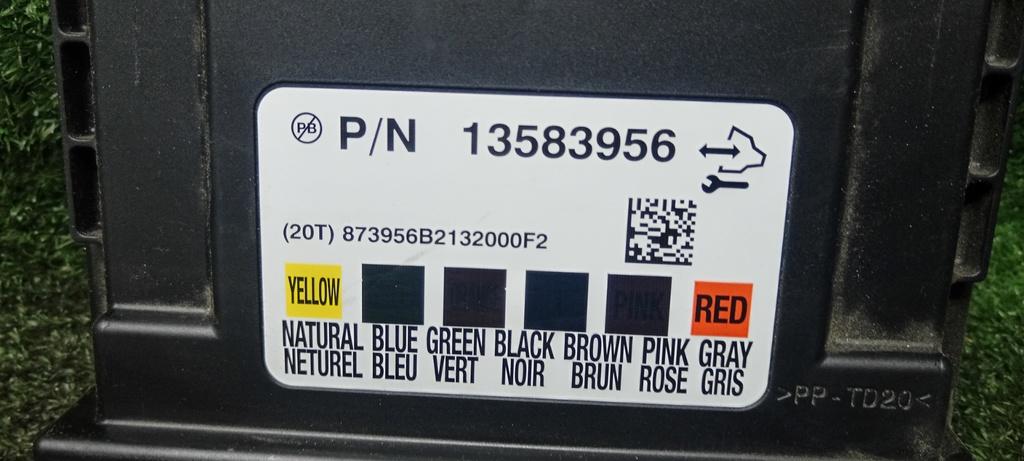 PB P/N 13583956
(20T) 873956B2132000F2
YELLOW PINK RED
NATURAL BLUE GREEN BLACK BROWN PINK GRAY
NETUREL BLEU VERT NOIR BRUN ROSE GRIS
>PP-TD20<